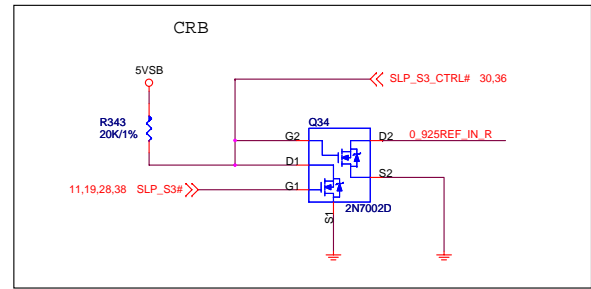 CRB
5VSB
SLP_S3_CTRL# 30,36
R343
20K/1%
Q34
G2
D2
0_925REF_IN_R
D1
S2
11,19,28,38 SLP_S3#
G1
S1
2N7002D